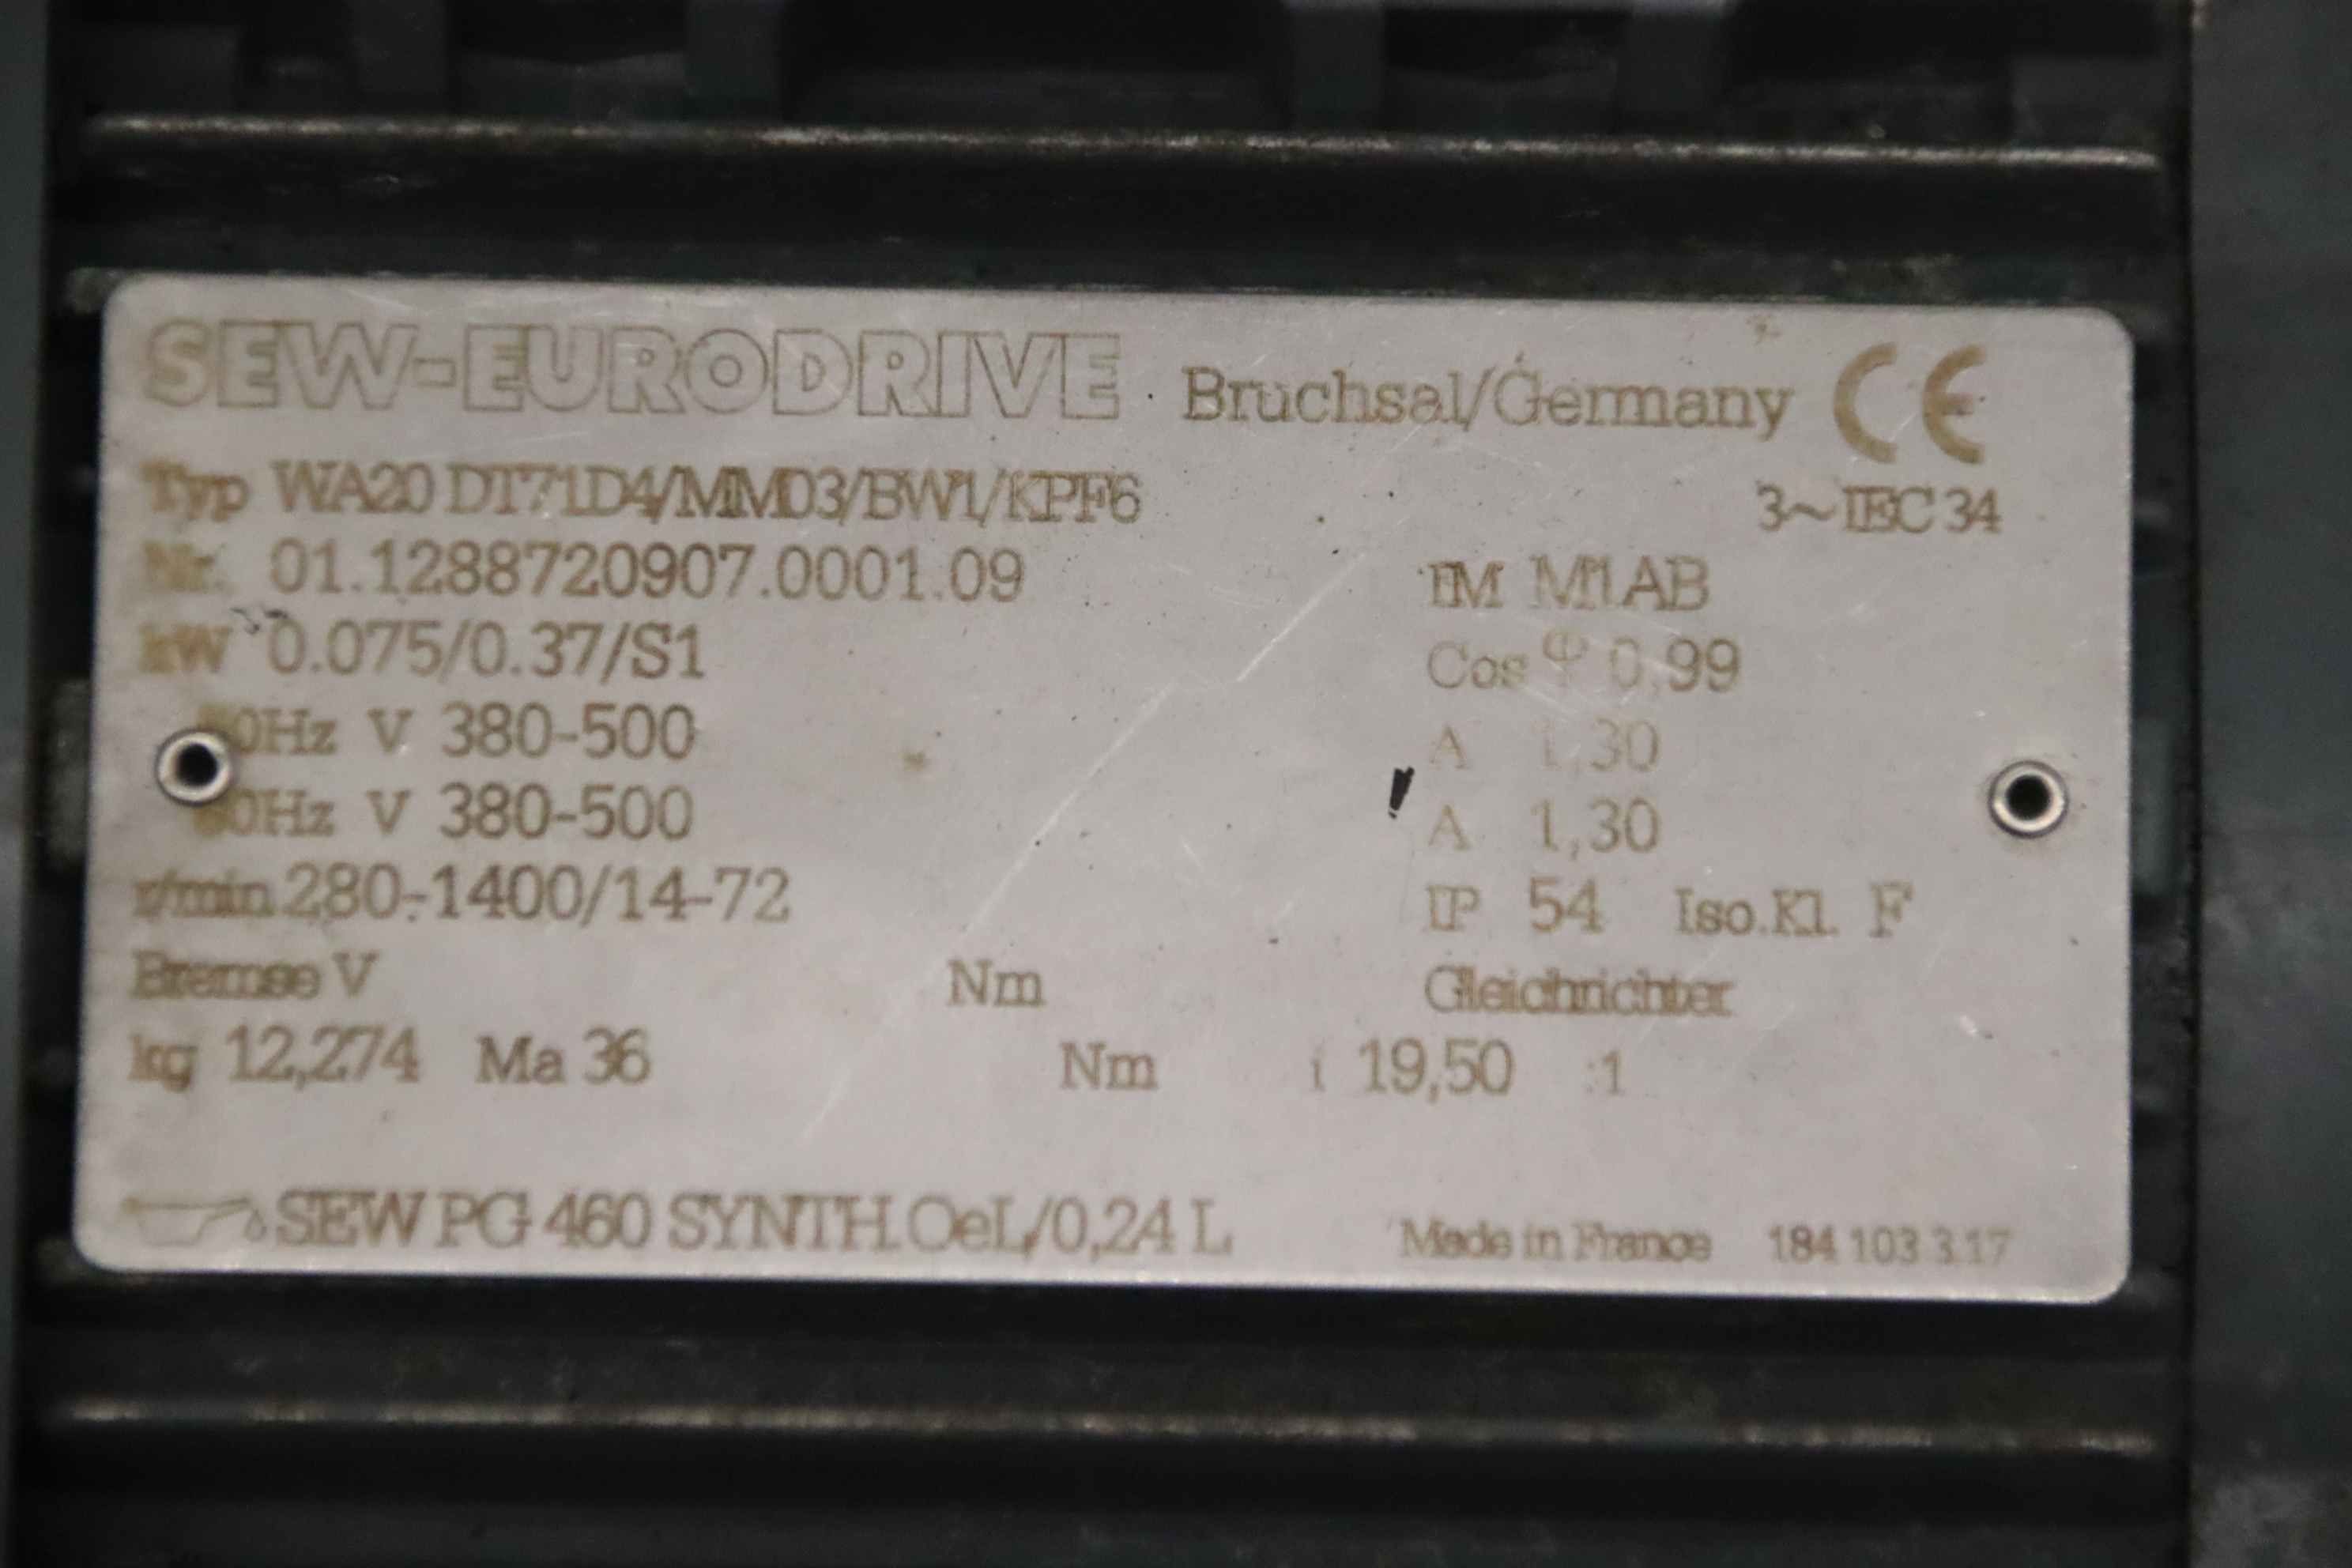 SEW-EURODRIVE Bruchsal/Germany CE
Typ WA20 DT71D4/MM03/BW1/KPF6 3~IEC 34
Nr. 01.1288720907.0001.09 IM M1AB
kW 0.075/0.37/S1 Cos φ 0,99
50Hz V 380-500 A 1,30
60Hz V 380-500 A 1,30
r/min 280-1400/14-72 IP 54 Iso.Kl. F
Bremse V Nm Gleichrichter
kg 12,274 Ma 36 Nm i 19,50 :1
SEW PG 460 SYNTH.OeL/0,24 L Made in France 184 103 3.17